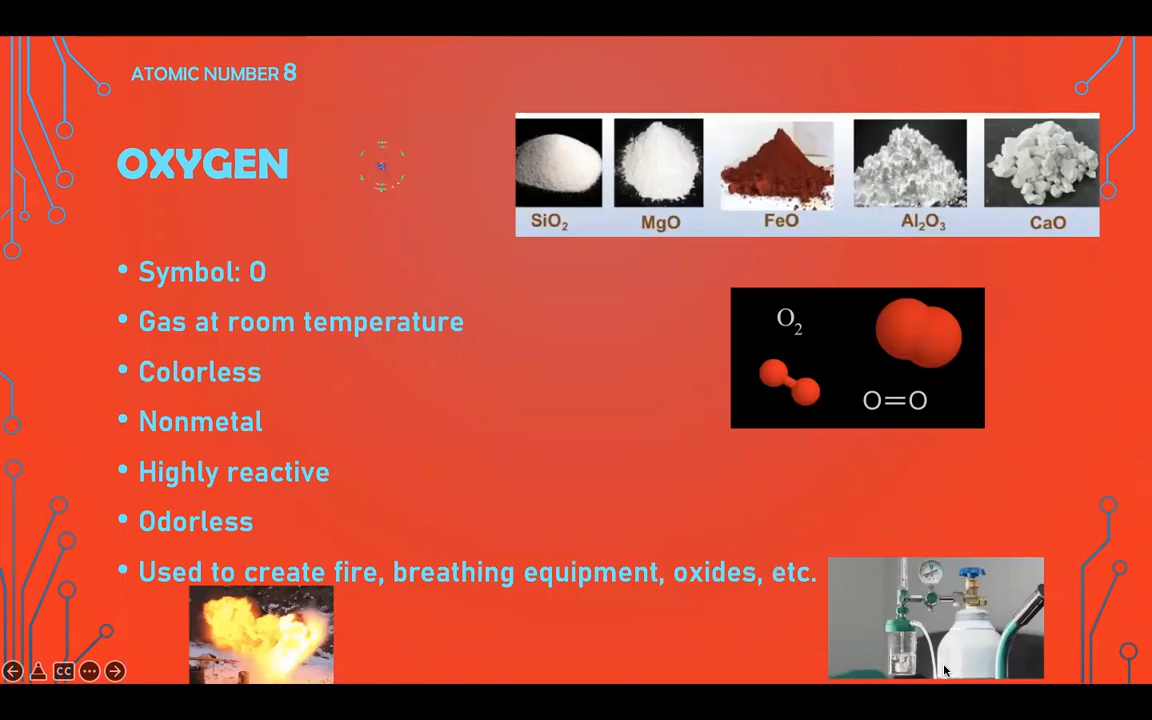 ATOMIC NUMBER 8
OXYGEN
SiO₂ MgO FeO Al₂O₃ CaO
• Symbol: O
• Gas at room temperature
• Colorless
• Nonmetal
• Highly reactive
• Odorless
• Used to create fire, breathing equipment, oxides, etc.
O₂
O=O
CC